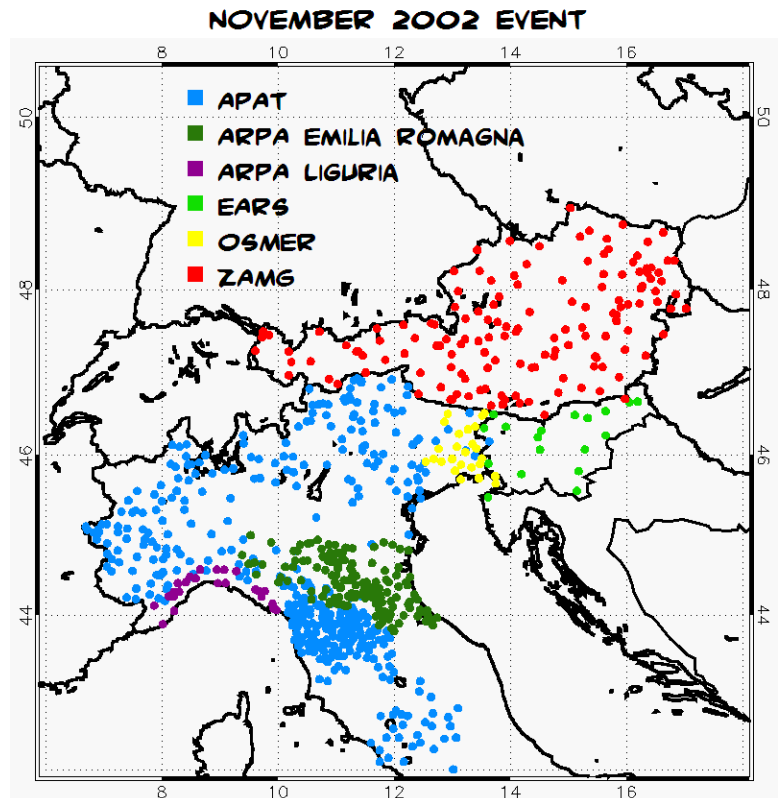 NOVEMBER 2002 EVENT
8 10 12 14 16
50 50
APAT
ARPA EMILIA ROMAGNA
ARPA LIGURIA
EARS
OSMER
ZAMG
48 48
46 46
44 44
8 10 12 14 16